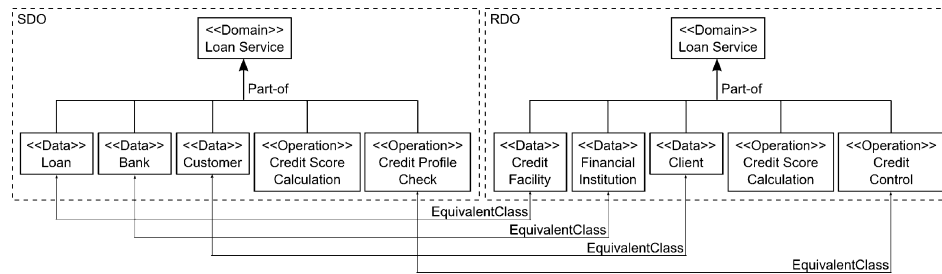 SDO
<<Domain>>
Loan Service
Part-of
<<Data>>
Loan
<<Data>>
Bank
<<Data>>
Customer
<<Operation>>
Credit Score
Calculation
<<Operation>>
Credit Profile
Check
RDO
<<Domain>>
Loan Service
Part-of
<<Data>>
Credit
Facility
<<Data>>
Financial
Institution
<<Data>>
Client
<<Operation>>
Credit Score
Calculation
<<Operation>>
Credit
Control
EquivalentClass
EquivalentClass
EquivalentClass
EquivalentClass